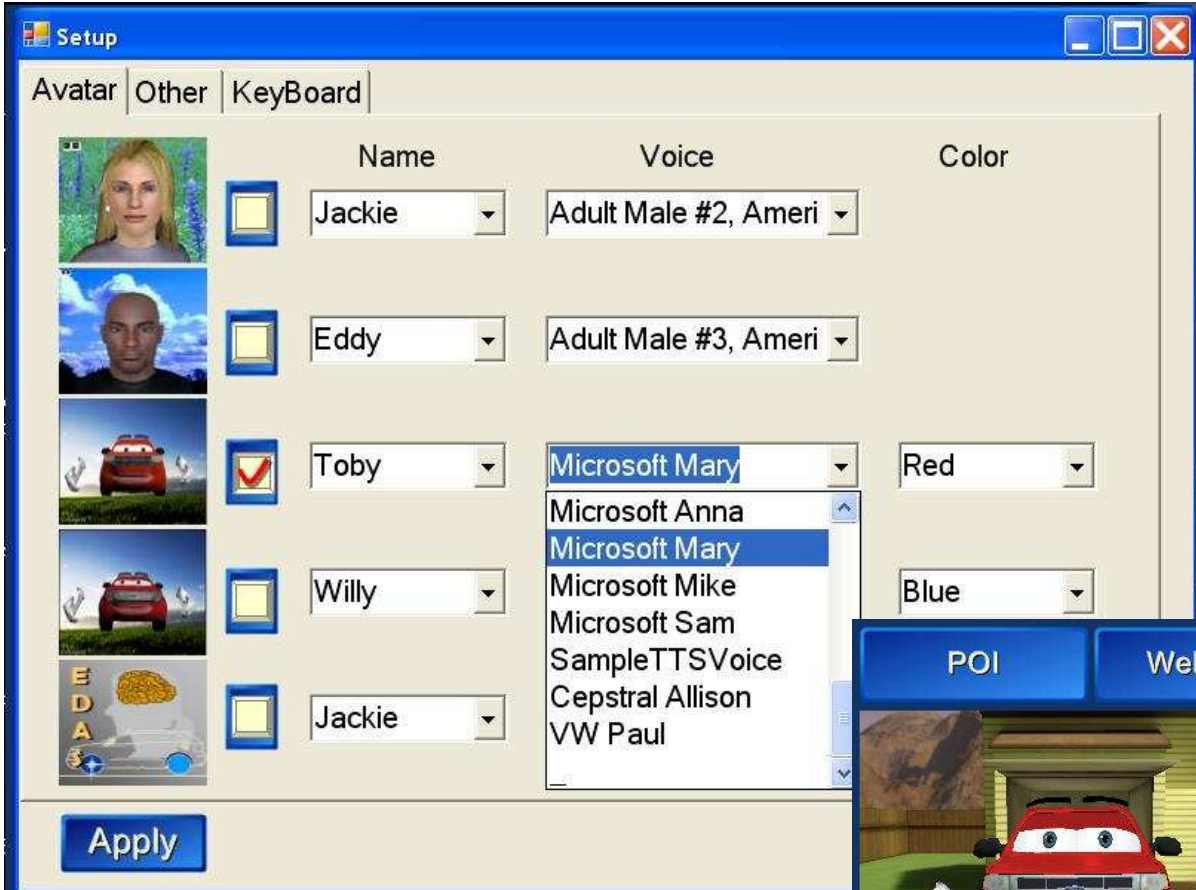 Setup
Avatar Other KeyBoard
Name Voice Color
Jackie Adult Male #2, Ameri
Eddy Adult Male #3, Ameri
Toby Microsoft Mary Red
Microsoft Anna
Microsoft Mary
Willy Microsoft Mike Blue
Microsoft Sam
SampleTTSVoice
Cepstral Allison
Jackie VW Paul
_
E
D
A
S
POI Wel
Apply